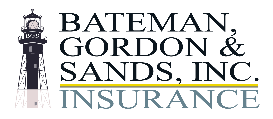 BATEMAN,
GORDON &
SANDS, INC.
INSURANCE